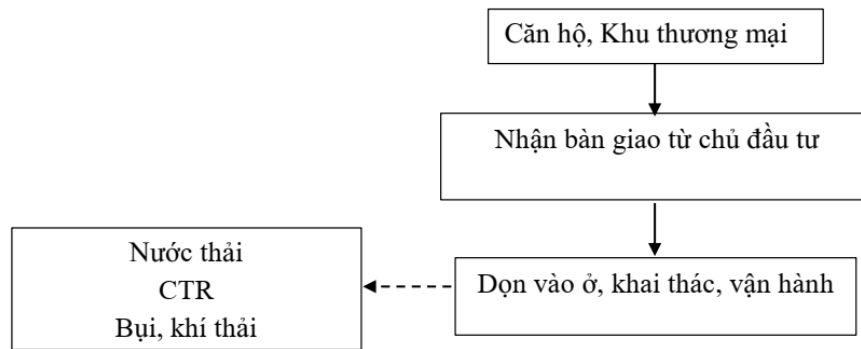 Căn hộ, Khu thương mại
Nhận bàn giao từ chủ đầu tư
Nước thải
CTR
Bụi, khí thải
Dọn vào ở, khai thác, vận hành